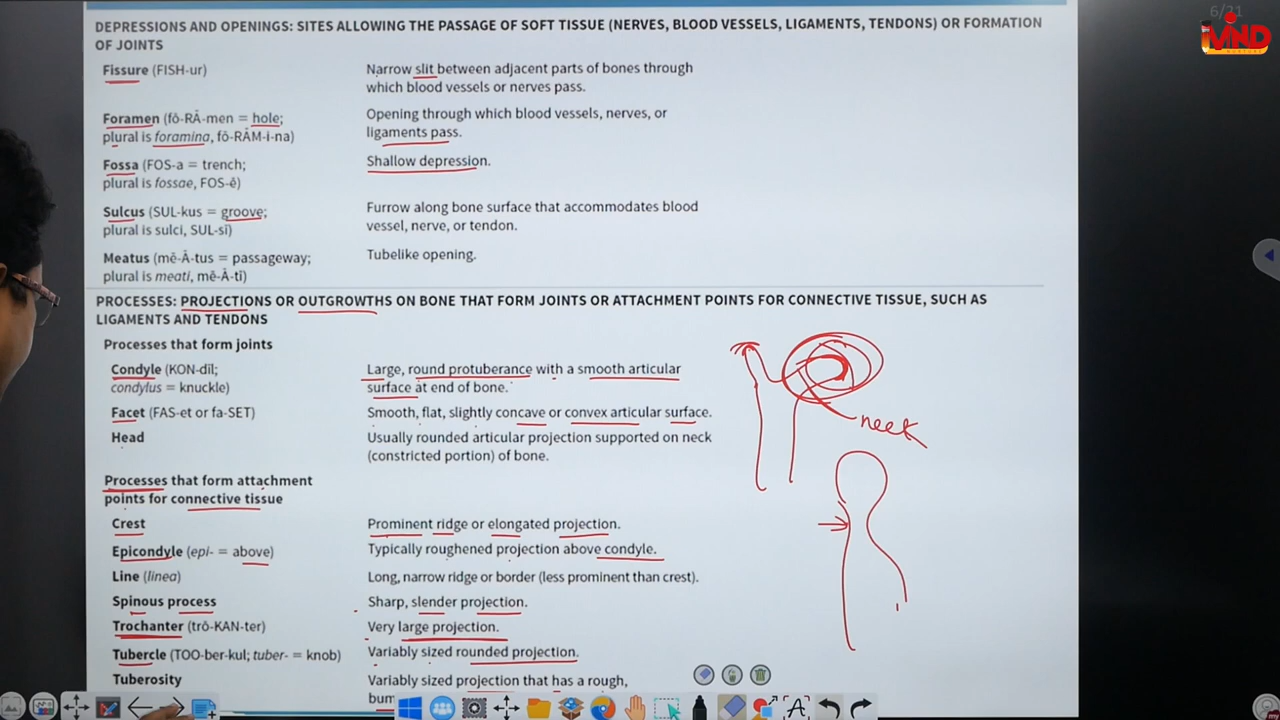 6/21
MIND
DEPRESSIONS AND OPENINGS: SITES ALLOWING THE PASSAGE OF SOFT TISSUE (NERVES, BLOOD VESSELS, LIGAMENTS, TENDONS) OR FORMATION
OF JOINTS
Fissure (FISH-ur)
Narrow slit between adjacent parts of bones through
which blood vessels or nerves pass.
Foramen (fō-RĀ-men = hole;
plural is foramina, fō-RĀM-i-na)
Opening through which blood vessels, nerves, or
ligaments pass.
Fossa (FOS-a = trench;
plural is fossae, FOS-ē)
Shallow depression.
Sulcus (SUL-kus = groove;
plural is sulci, SUL-sī)
Furrow along bone surface that accommodates blood
vessel, nerve, or tendon.
Meatus (mē-Ā-tus = passageway;
plural is meati, mē-Ā-tī)
Tubelike opening.
PROCESSES: PROJECTIONS OR OUTGROWTHS ON BONE THAT FORM JOINTS OR ATTACHMENT POINTS FOR CONNECTIVE TISSUE, SUCH AS
LIGAMENTS AND TENDONS
Processes that form joints
Condyle (KON-dīl;
condylus = knuckle)
Large, round protuberance with a smooth articular
surface at end of bone.
Facet (FAS-et or fa-SET)
Smooth, flat, slightly concave or convex articular surface.
Head
Usually rounded articular projection supported on neck
(constricted portion) of bone.
neck
Processes that form attachment
points for connective tissue
Crest
Prominent ridge or elongated projection.
Epicondyle (epi- = above)
Typically roughened projection above condyle.
Line (linea)
Long, narrow ridge or border (less prominent than crest).
Spinous process
Sharp, slender projection.
Trochanter (trō-KAN-ter)
Very large projection.
Tubercle (TOO-ber-kul; tuber- = knob)
Variably sized rounded projection.
Tuberosity
Variably sized projection that has a rough,